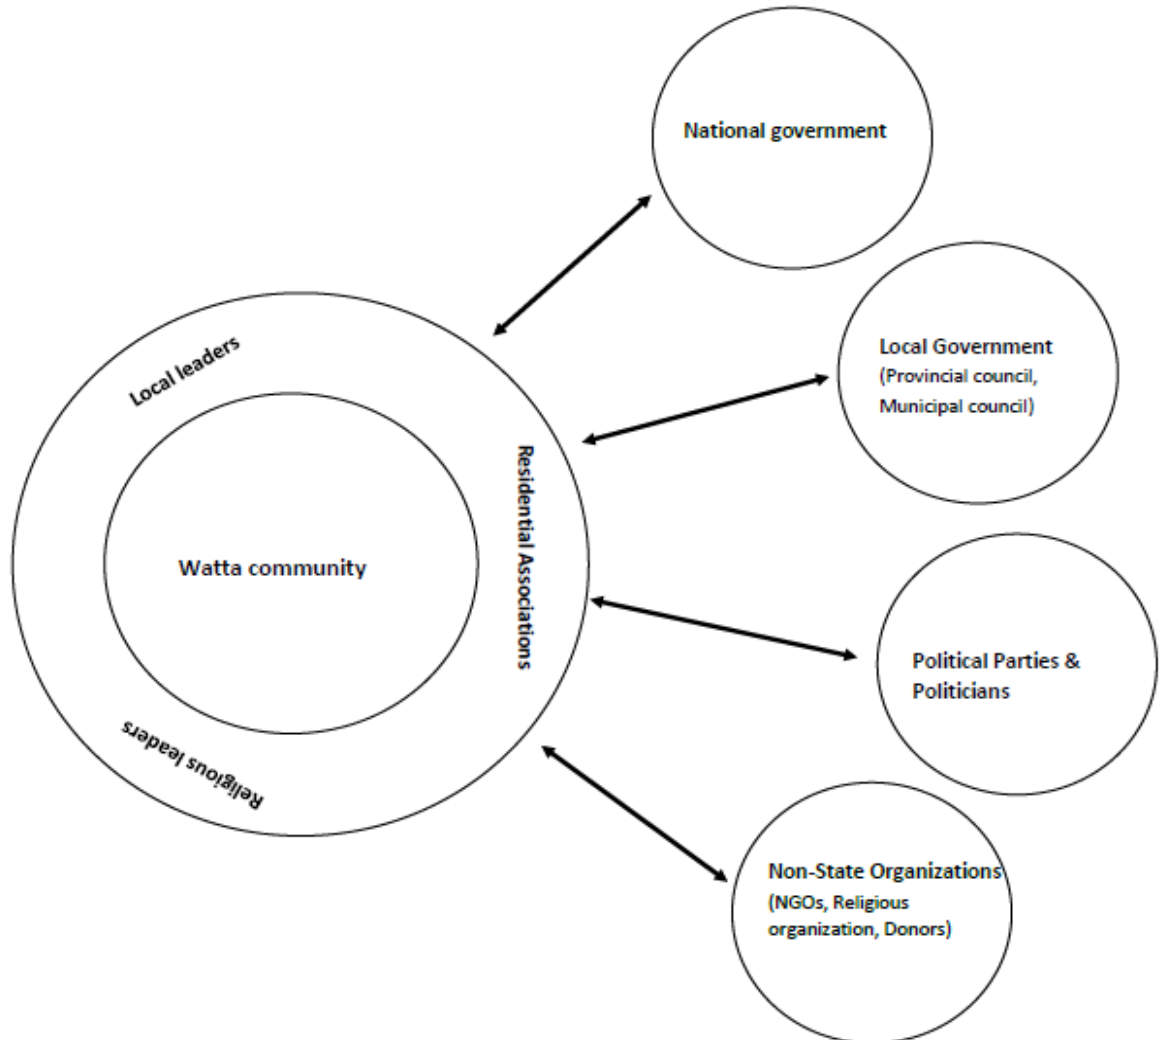 National government
Local Government
(Provincial council,
Municipal council)
Local leaders
Residential Associations
Watta community
Religious leaders
Political Parties &
Politicians
Non-State Organizations
(NGOs, Religious
organization, Donors)